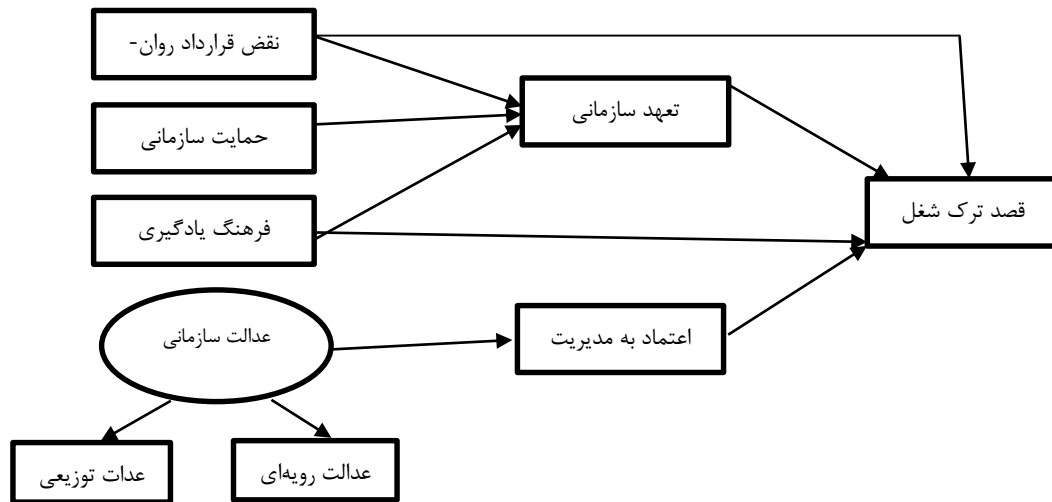 نقض قرارداد روان-
حمایت سازمانی
فرهنگ یادگیری
تعهد سازمانی
قصد ترک شغل
عدالت سازمانی
اعتماد به مدیریت
عدات توزیعی
عدالت رویه‌ای